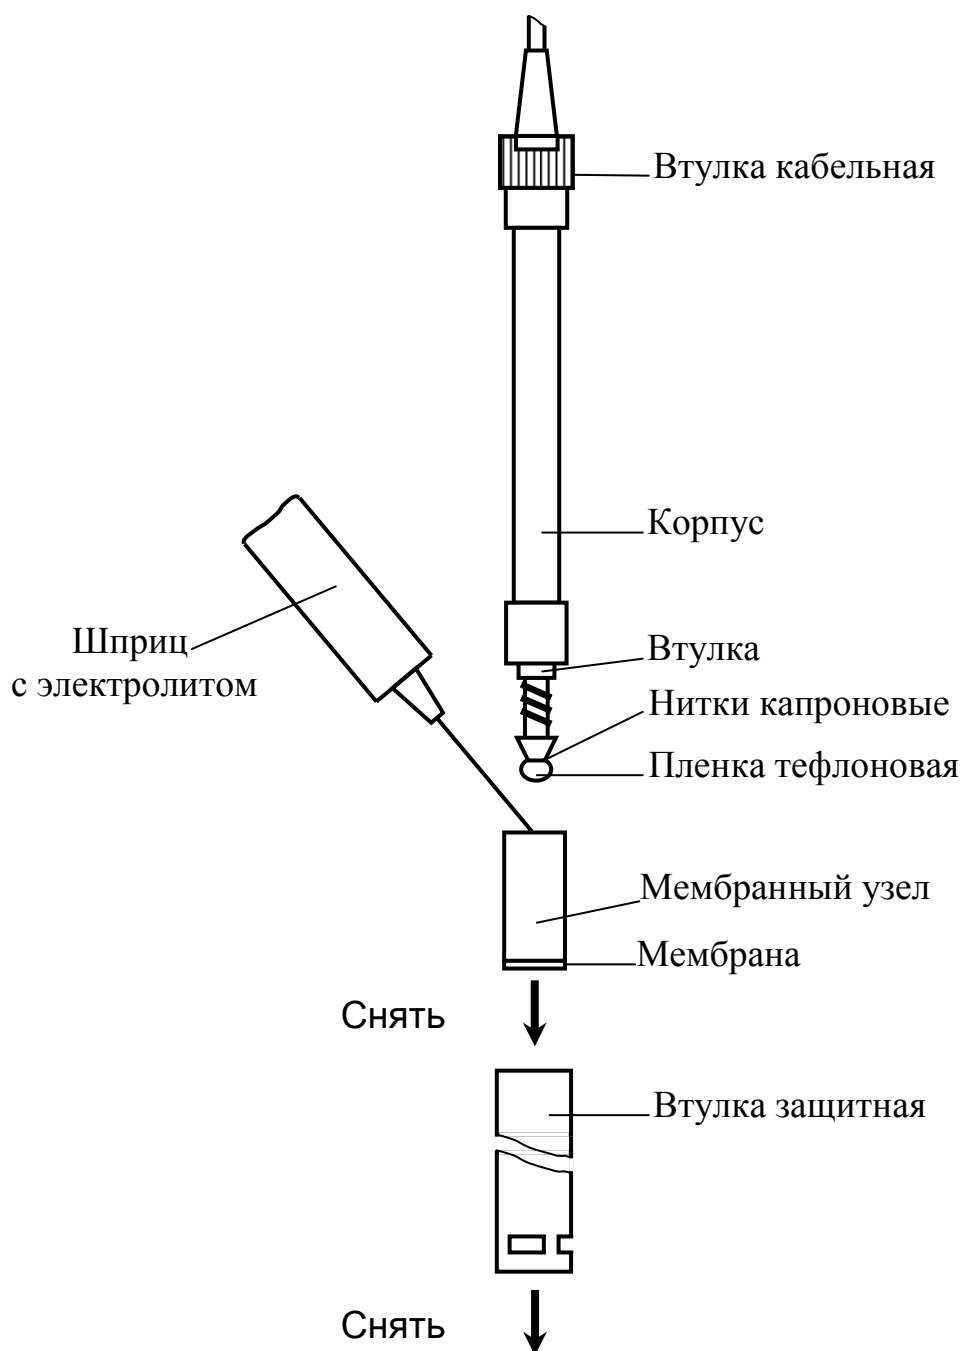 Втулка кабельная
Корпус
Шприц
с электролитом
Втулка
Нитки капроновые
Пленка тефлоновая
Мембранный узел
Мембрана
Снять
Втулка защитная
Снять